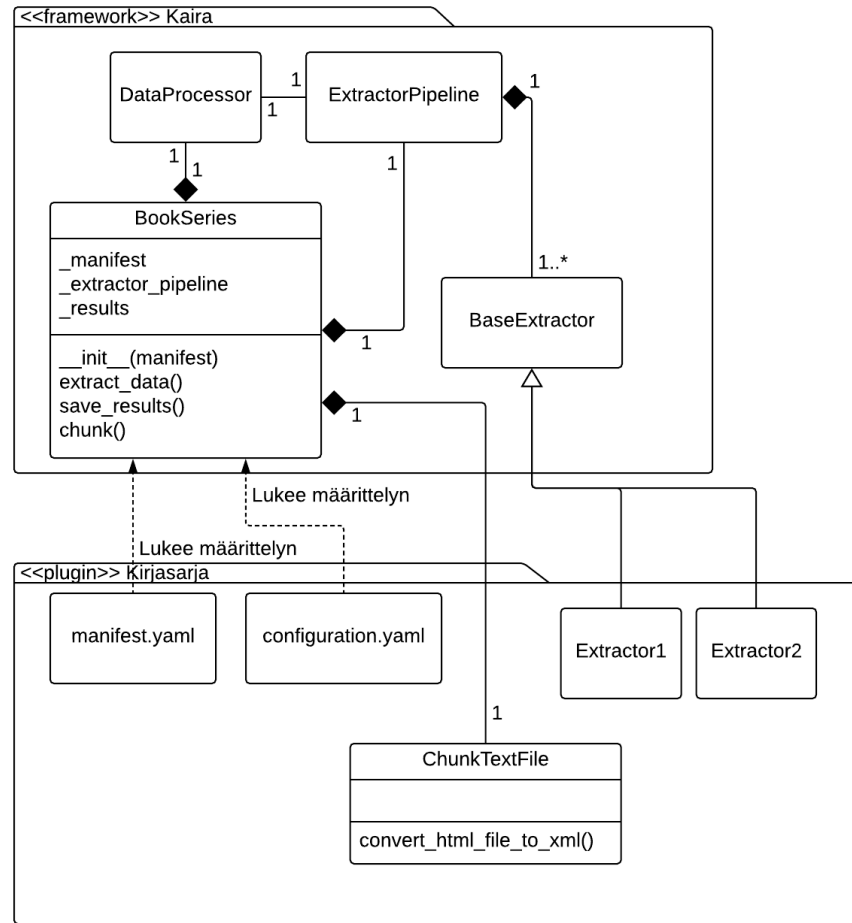 <<framework>> Kaira
DataProcessor
1
1
ExtractorPipeline
1
1
1
1
BookSeries
_manifest
_extractor_pipeline
_results
__init__(manifest)
extract_data()
save_results()
chunk()
1
1
1..*
BaseExtractor
Lukee määrittelyn
Lukee määrittelyn
<<plugin>> Kirjasarja
manifest.yaml
configuration.yaml
Extractor1
Extractor2
1
ChunkTextFile
convert_html_file_to_xml()